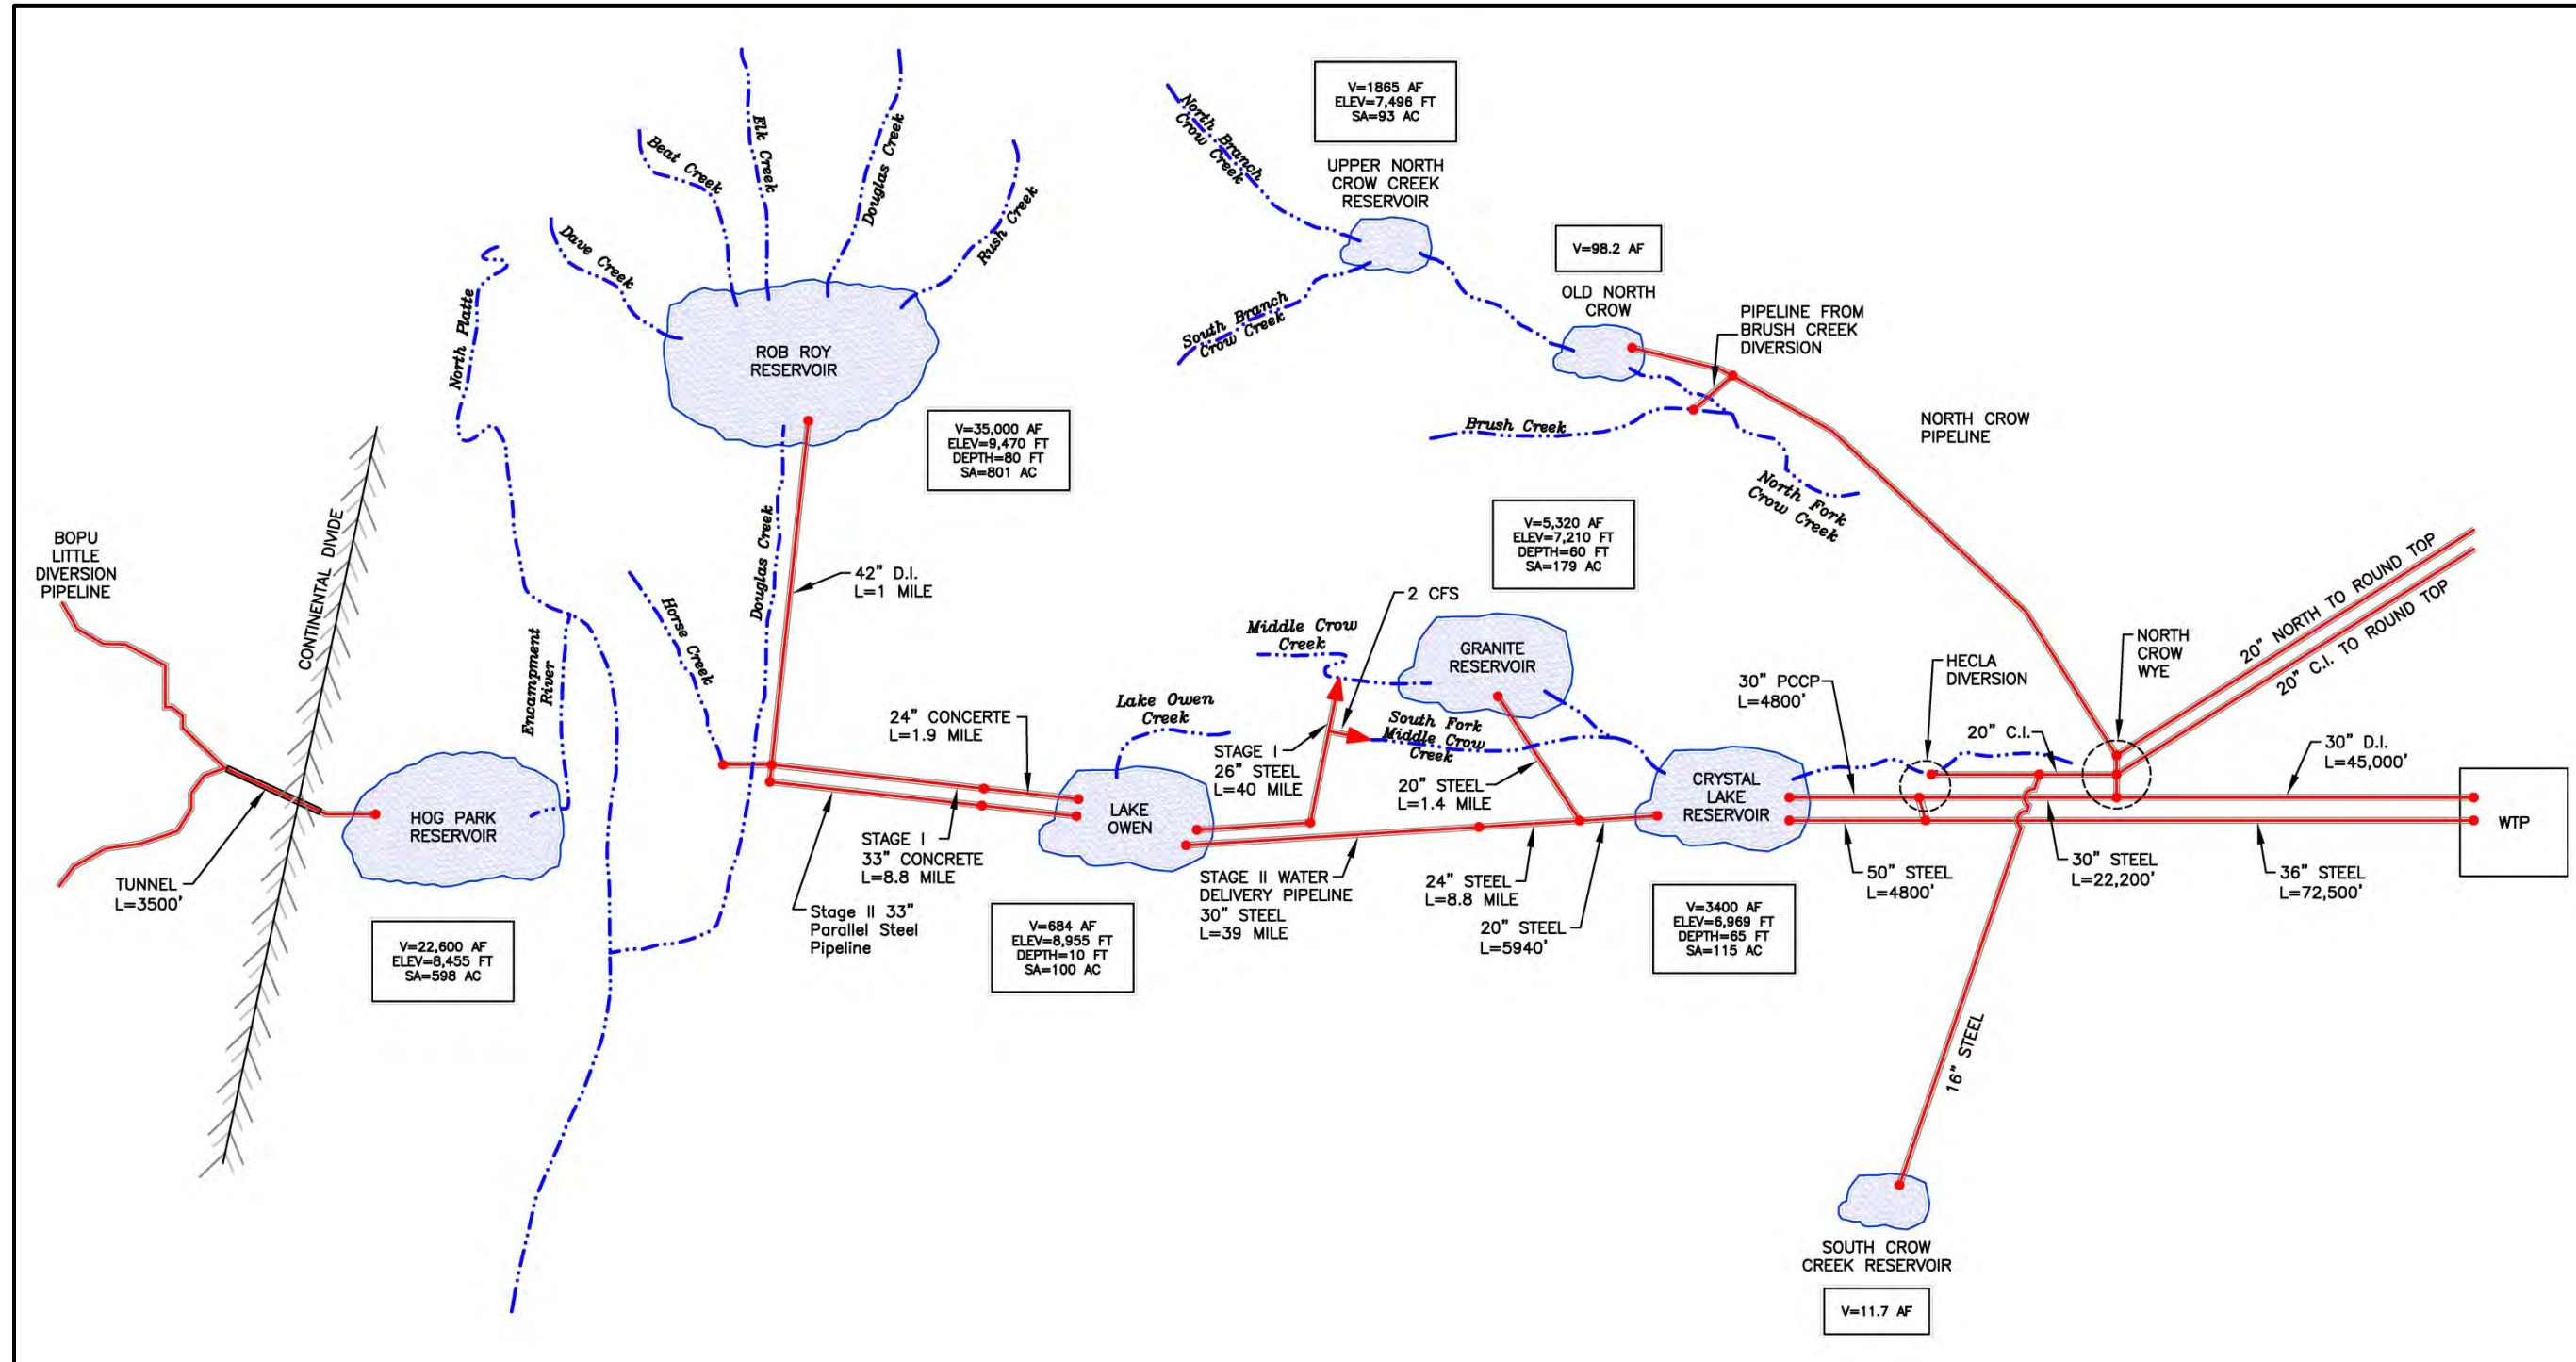 V=1865 AF
ELEV=7,496 FT
SA=93 AC
UPPER NORTH
CROW CREEK
RESERVOIR
North Branch
Crow Creek
South Branch
Crow Creek
V=98.2 AF
OLD NORTH
CROW
PIPELINE FROM
BRUSH CREEK
DIVERSION
Brush Creek
North Fork
Crow Creek
NORTH CROW
PIPELINE
Dave Creek
Beat Creek
Elk Creek
Douglas Creek
Rush Creek
ROB ROY
RESERVOIR
V=35,000 AF
ELEV=9,470 FT
DEPTH=80 FT
SA=801 AC
North Platte
BOPU
LITTLE
DIVERSION
PIPELINE
CONTINENTAL DIVIDE
TUNNEL
L=3500'
HOG PARK
RESERVOIR
V=22,600 AF
ELEV=8,455 FT
SA=598 AC
Encampment
River
Horse Creek
Douglas Creek
42" D.I.
L=1 MILE
24" CONCERTE
L=1.9 MILE
STAGE I
33" CONCRETE
L=8.8 MILE
Stage II 33"
Parallel Steel
Pipeline
Lake Owen
Creek
LAKE
OWEN
V=684 AF
ELEV=8,955 FT
DEPTH=10 FT
SA=100 AC
V=5,320 AF
ELEV=7,210 FT
DEPTH=60 FT
SA=179 AC
2 CFS
Middle Crow
Creek
GRANITE
RESERVOIR
South Fork
Middle Crow
Creek
STAGE I
26" STEEL
L=40 MILE
20" STEEL
L=1.4 MILE
STAGE II WATER
DELIVERY PIPELINE
30" STEEL
L=39 MILE
24" STEEL
L=8.8 MILE
20" STEEL
L=5940'
CRYSTAL
LAKE
RESERVOIR
V=3400 AF
ELEV=6,969 FT
DEPTH=65 FT
SA=115 AC
30" PCCP
L=4800'
HECLA
DIVERSION
20" C.I.
NORTH
CROW
WYE
20" NORTH TO ROUND TOP
20" C.I. TO ROUND TOP
30" D.I.
L=45,000'
WTP
50" STEEL
L=4800'
30" STEEL
L=22,200'
36" STEEL
L=72,500'
16" STEEL
SOUTH CROW
CREEK RESERVOIR
V=11.7 AF